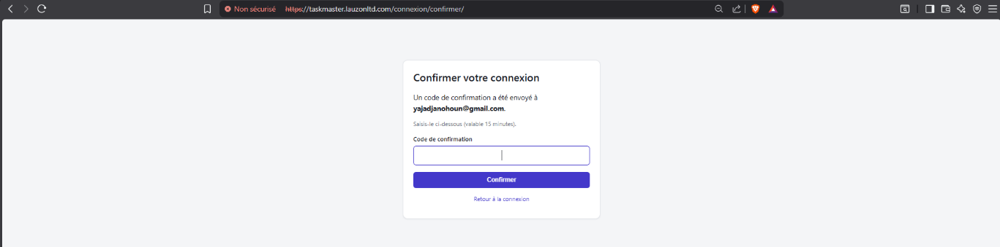 Non sécurisé https://taskmaster.lauzonltd.com/connexion/confirmer/
Confirmer votre connexion
Un code de confirmation a été envoyé à
yajadjanohoun@gmail.com.
Saisis-le ci-dessous (valable 15 minutes).
Code de confirmation
Confirmer
Retour à la connexion